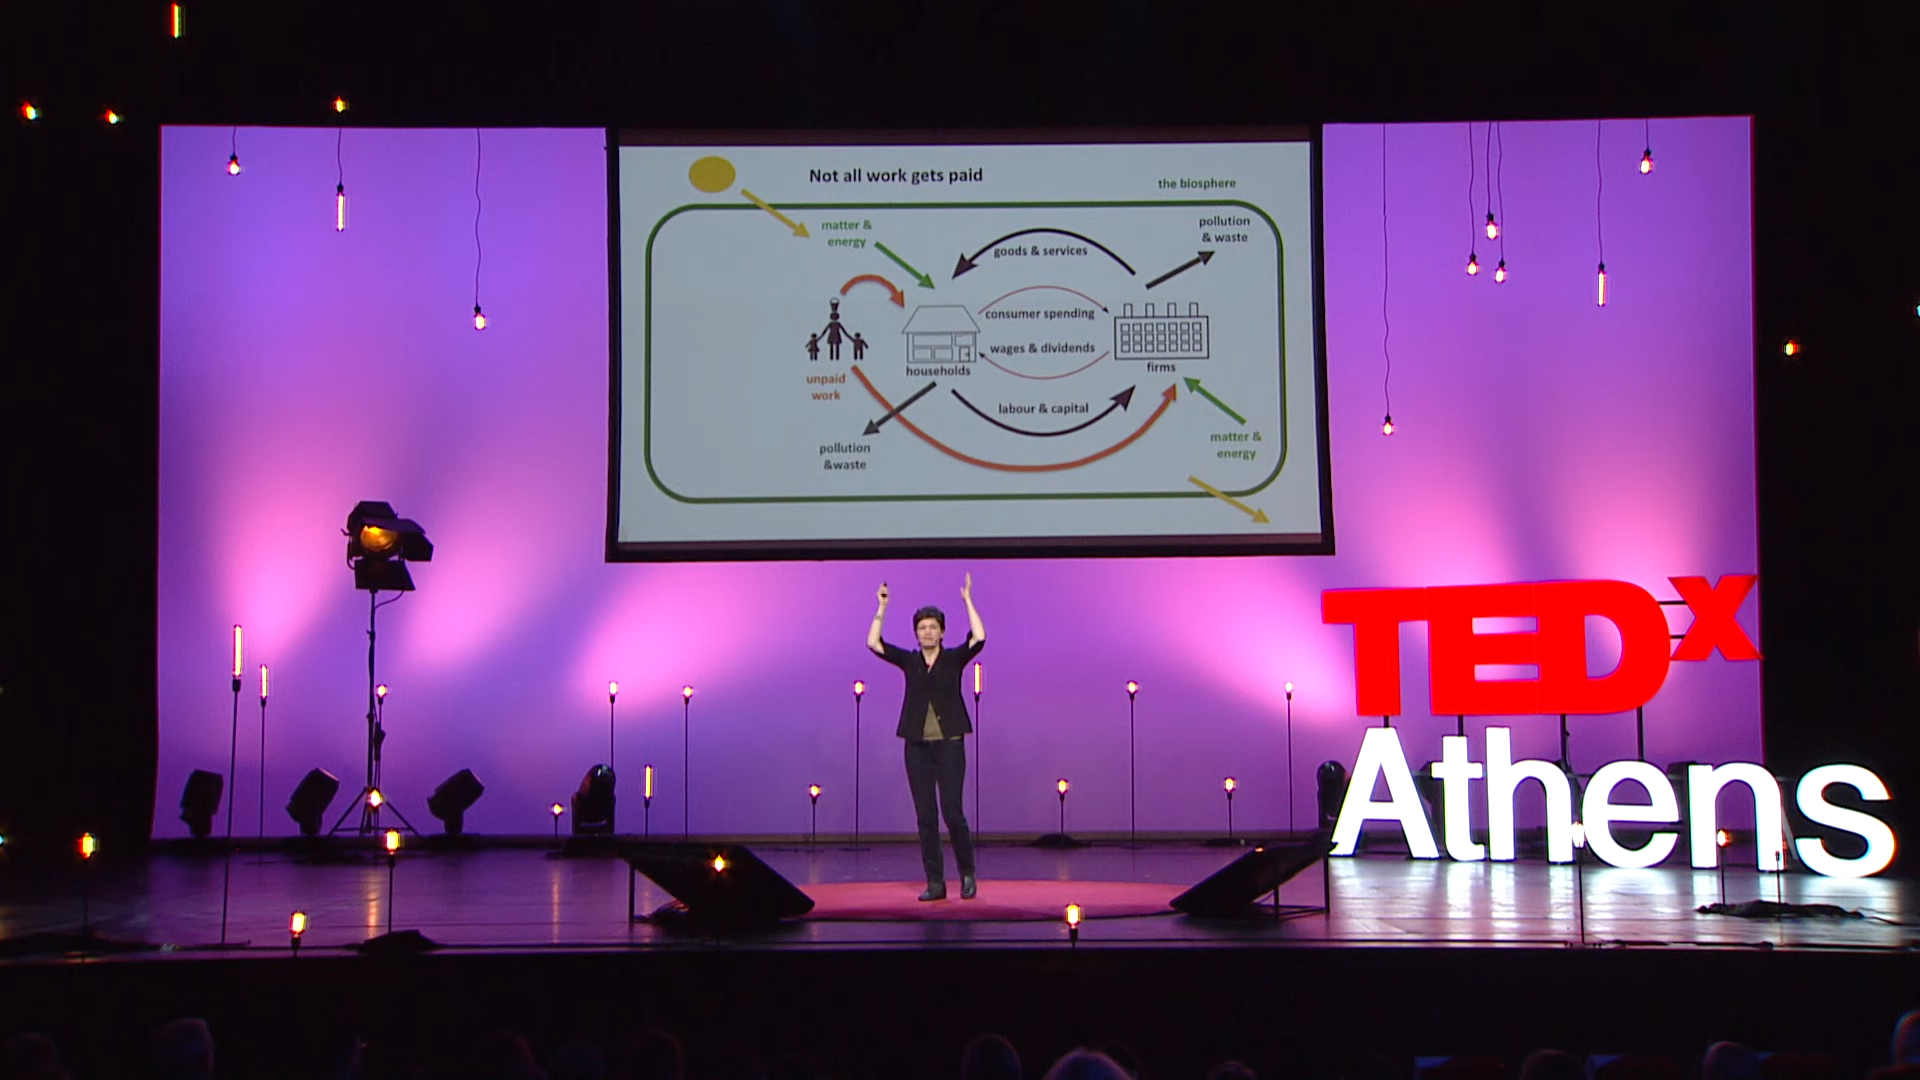 Not all work gets paid
the biosphere
matter &
energy
pollution
& waste
goods & services
consumer spending
wages & dividends
households
firms
unpaid
work
labour & capital
pollution
&waste
matter &
energy
TEDx
Athens